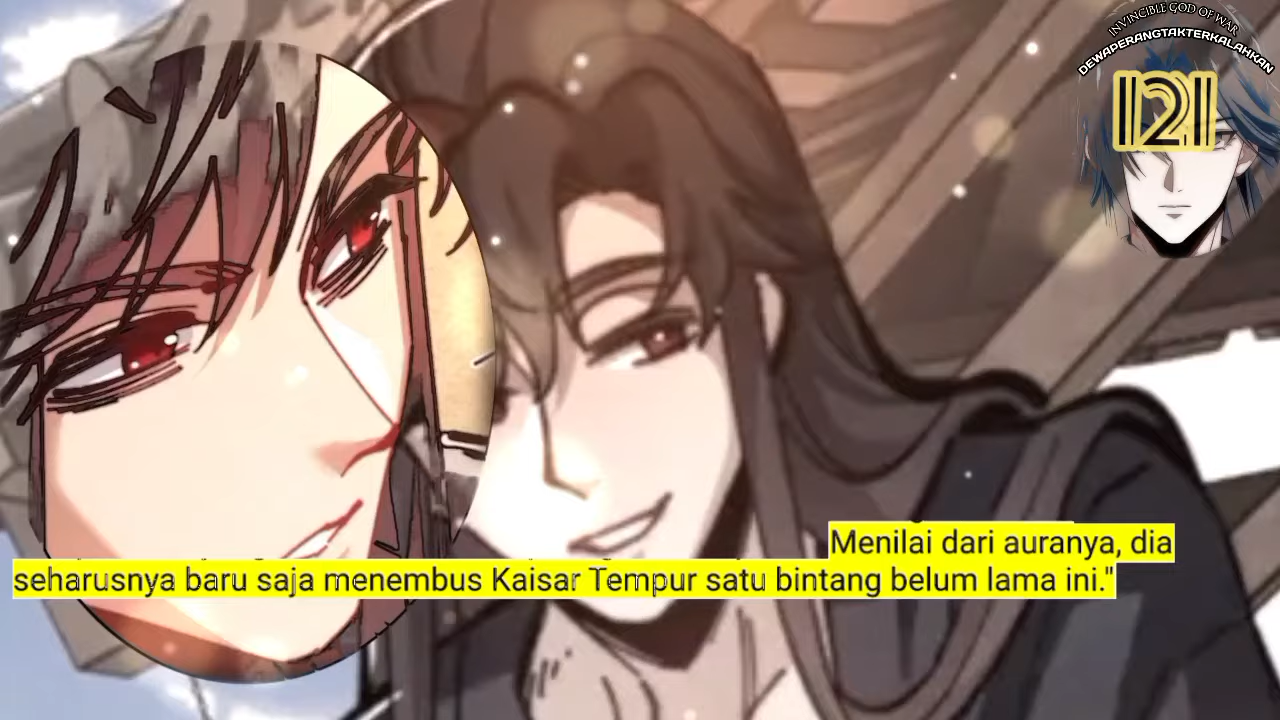 INVINCIBLE GOD OF WAR
DEWAPERANGTAKTERKALAHKAN
121
Menilai dari auranya, dia
seharusnya baru saja menembus Kaisar Tempur satu bintang belum lama ini."